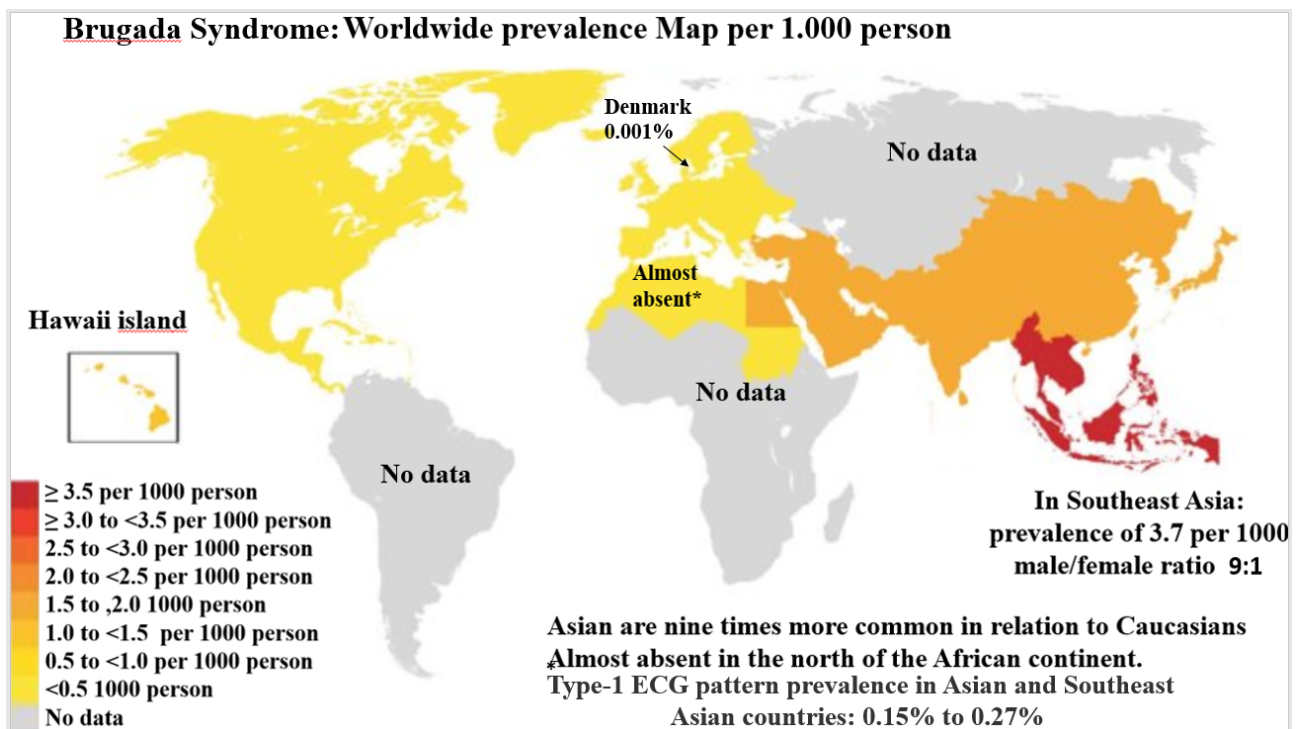 Brugada Syndrome: Worldwide prevalence Map per 1.000 person
Denmark
0.001%
No data
Almost
absent*
Hawaii island
No data
No data
≥ 3.5 per 1000 person
≥ 3.0 to <3.5 per 1000 person
2.5 to <3.0 per 1000 person
2.0 to <2.5 per 1000 person
1.5 to ,2.0 1000 person
1.0 to <1.5 per 1000 person
0.5 to <1.0 per 1000 person
<0.5 1000 person
No data
In Southeast Asia:
prevalence of 3.7 per 1000
male/female ratio 9:1
Asian are nine times more common in relation to Caucasians
*Almost absent in the north of the African continent.
Type-1 ECG pattern prevalence in Asian and Southeast
Asian countries: 0.15% to 0.27%